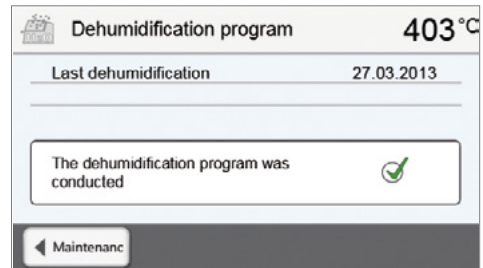 Dehumidification program 403 °C
Last dehumidification 27.03.2013
The dehumidification program was
conducted
Maintenanc